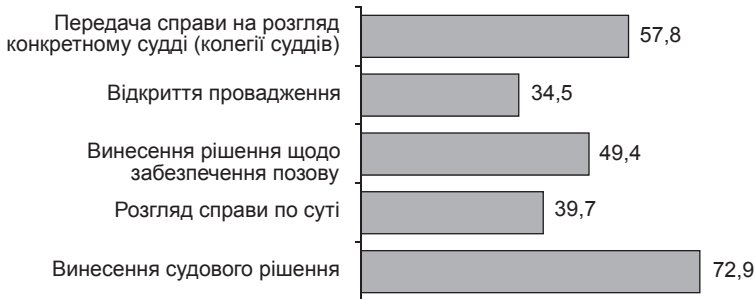 Передача справи на розгляд
конкретному судді (колегії суддів)
57,8
Відкриття провадження
34,5
Винесення рішення щодо
забезпечення позову
49,4
Розгляд справи по суті
39,7
Винесення судового рішення
72,9